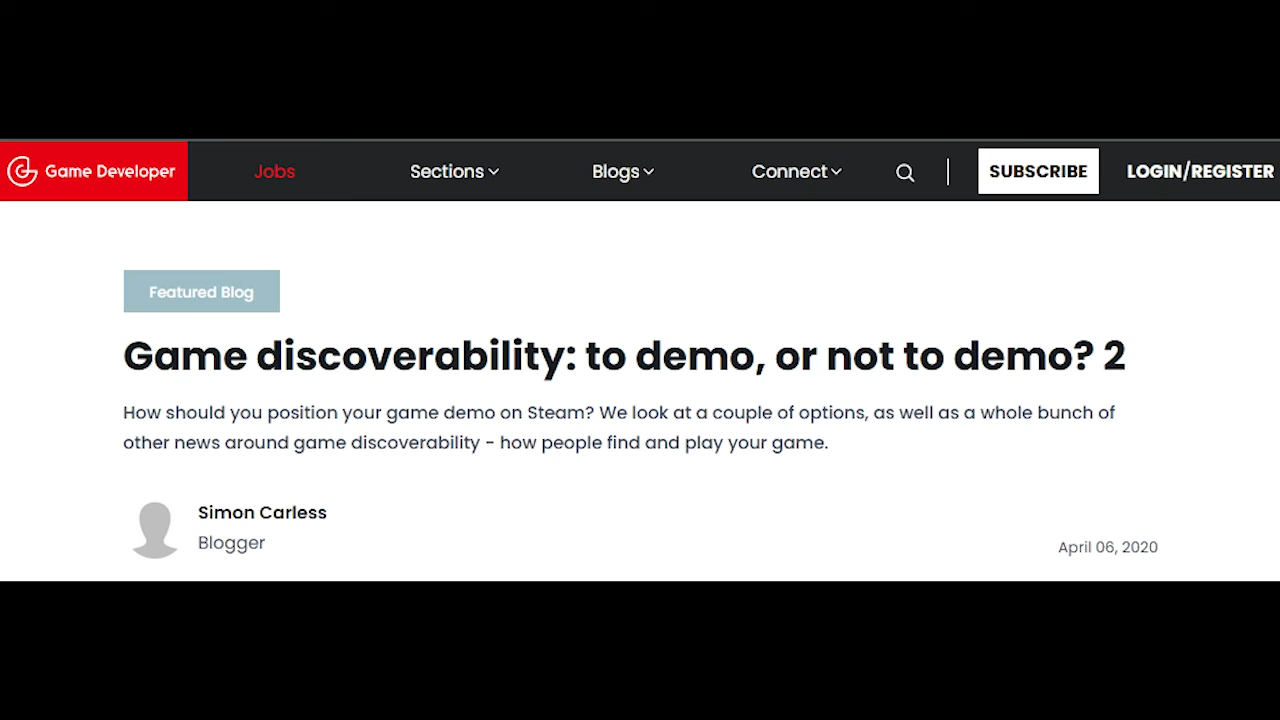 Game Developer
Jobs
Sections
Blogs
Connect
SUBSCRIBE
LOGIN/REGISTER
Featured Blog
Game discoverability: to demo, or not to demo? 2
How should you position your game demo on Steam? We look at a couple of options, as well as a whole bunch of
other news around game discoverability - how people find and play your game.
Simon Carless
Blogger
April 06, 2020